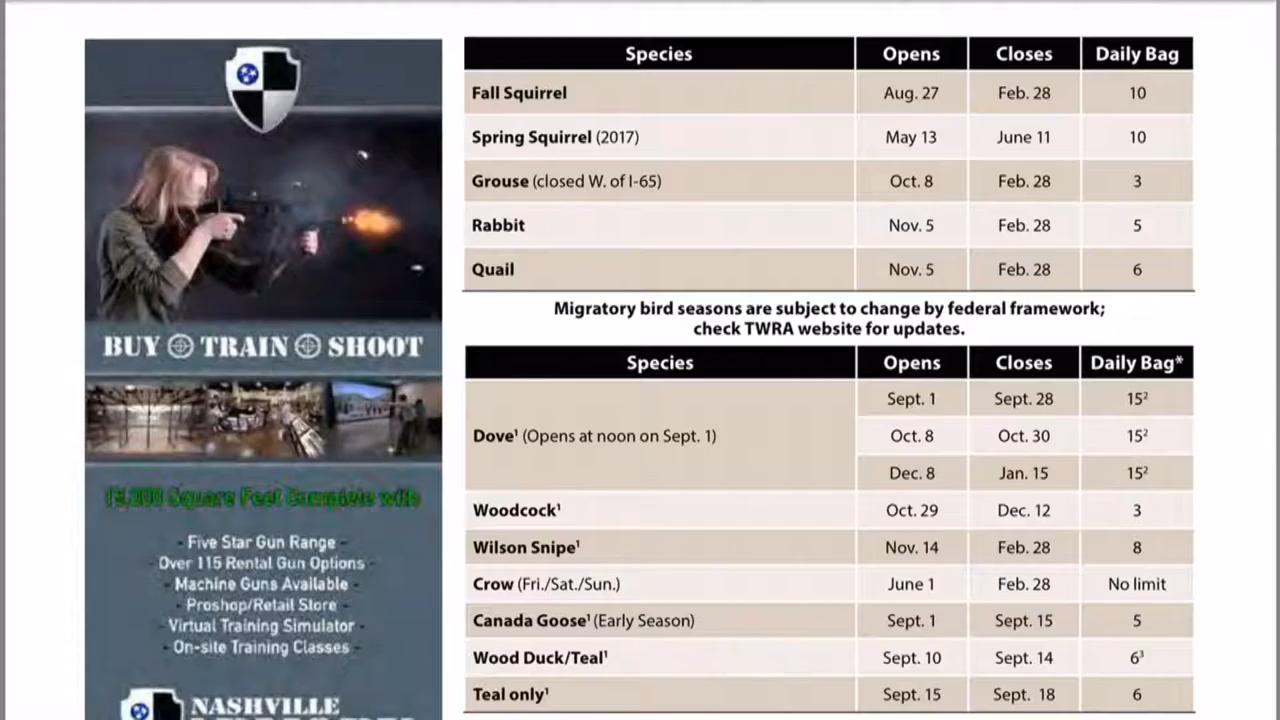 BUY TRAIN SHOOT
15,000 Square Feet Complete with
- Five Star Gun Range -
- Over 115 Rental Gun Options -
- Machine Guns Available -
- Proshop/Retail Store -
- Virtual Training Simulator -
- On-site Training Classes -
NASHVILLE
Species Opens Closes Daily Bag
Fall Squirrel Aug. 27 Feb. 28 10
Spring Squirrel (2017) May 13 June 11 10
Grouse (closed W. of I-65) Oct. 8 Feb. 28 3
Rabbit Nov. 5 Feb. 28 5
Quail Nov. 5 Feb. 28 6
Migratory bird seasons are subject to change by federal framework;
check TWRA website for updates.
Species Opens Closes Daily Bag*
Sept. 1 Sept. 28 15²
Dove¹ (Opens at noon on Sept. 1) Oct. 8 Oct. 30 15²
Dec. 8 Jan. 15 15²
Woodcock¹ Oct. 29 Dec. 12 3
Wilson Snipe¹ Nov. 14 Feb. 28 8
Crow (Fri./Sat./Sun.) June 1 Feb. 28 No limit
Canada Goose¹ (Early Season) Sept. 1 Sept. 15 5
Wood Duck/Teal¹ Sept. 10 Sept. 14 6³
Teal only¹ Sept. 15 Sept. 18 6